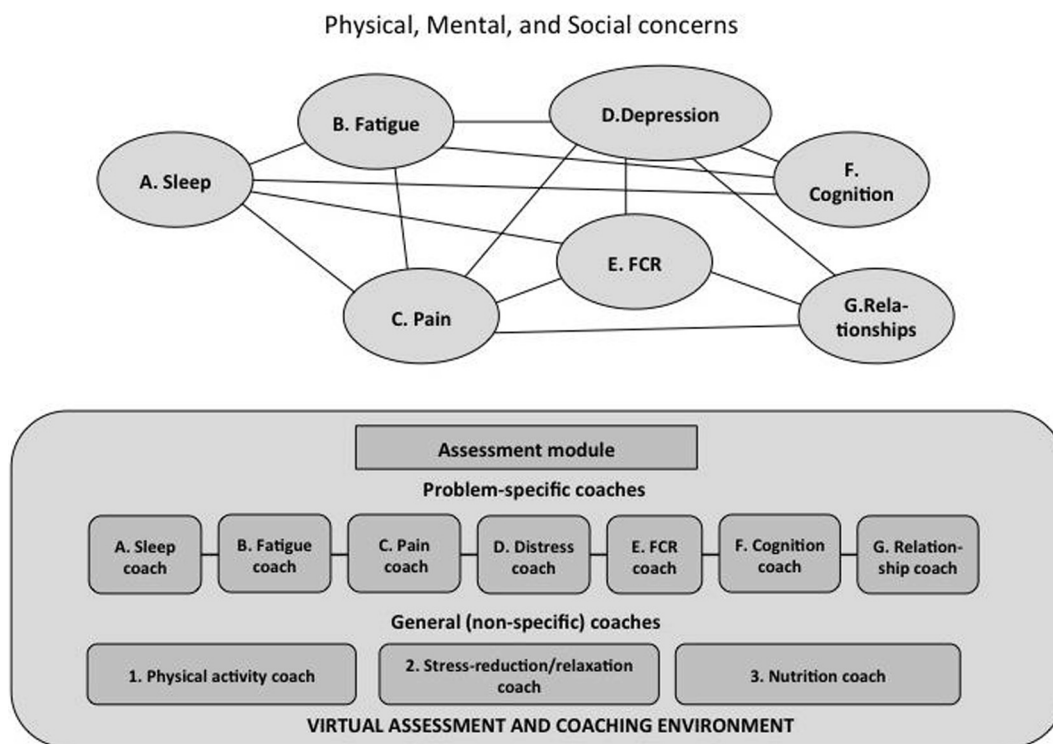 Physical, Mental, and Social concerns
B. Fatigue
D.Depression
A. Sleep
F.
Cognition
E. FCR
C. Pain
G.Rela-
tionships
Assessment module
Problem-specific coaches
A. Sleep
coach
B. Fatigue
coach
C. Pain
coach
D. Distress
coach
E. FCR
coach
F. Cognition
coach
G. Relation-
ship coach
General (non-specific) coaches
1. Physical activity coach
2. Stress-reduction/relaxation
coach
3. Nutrition coach
VIRTUAL ASSESSMENT AND COACHING ENVIRONMENT